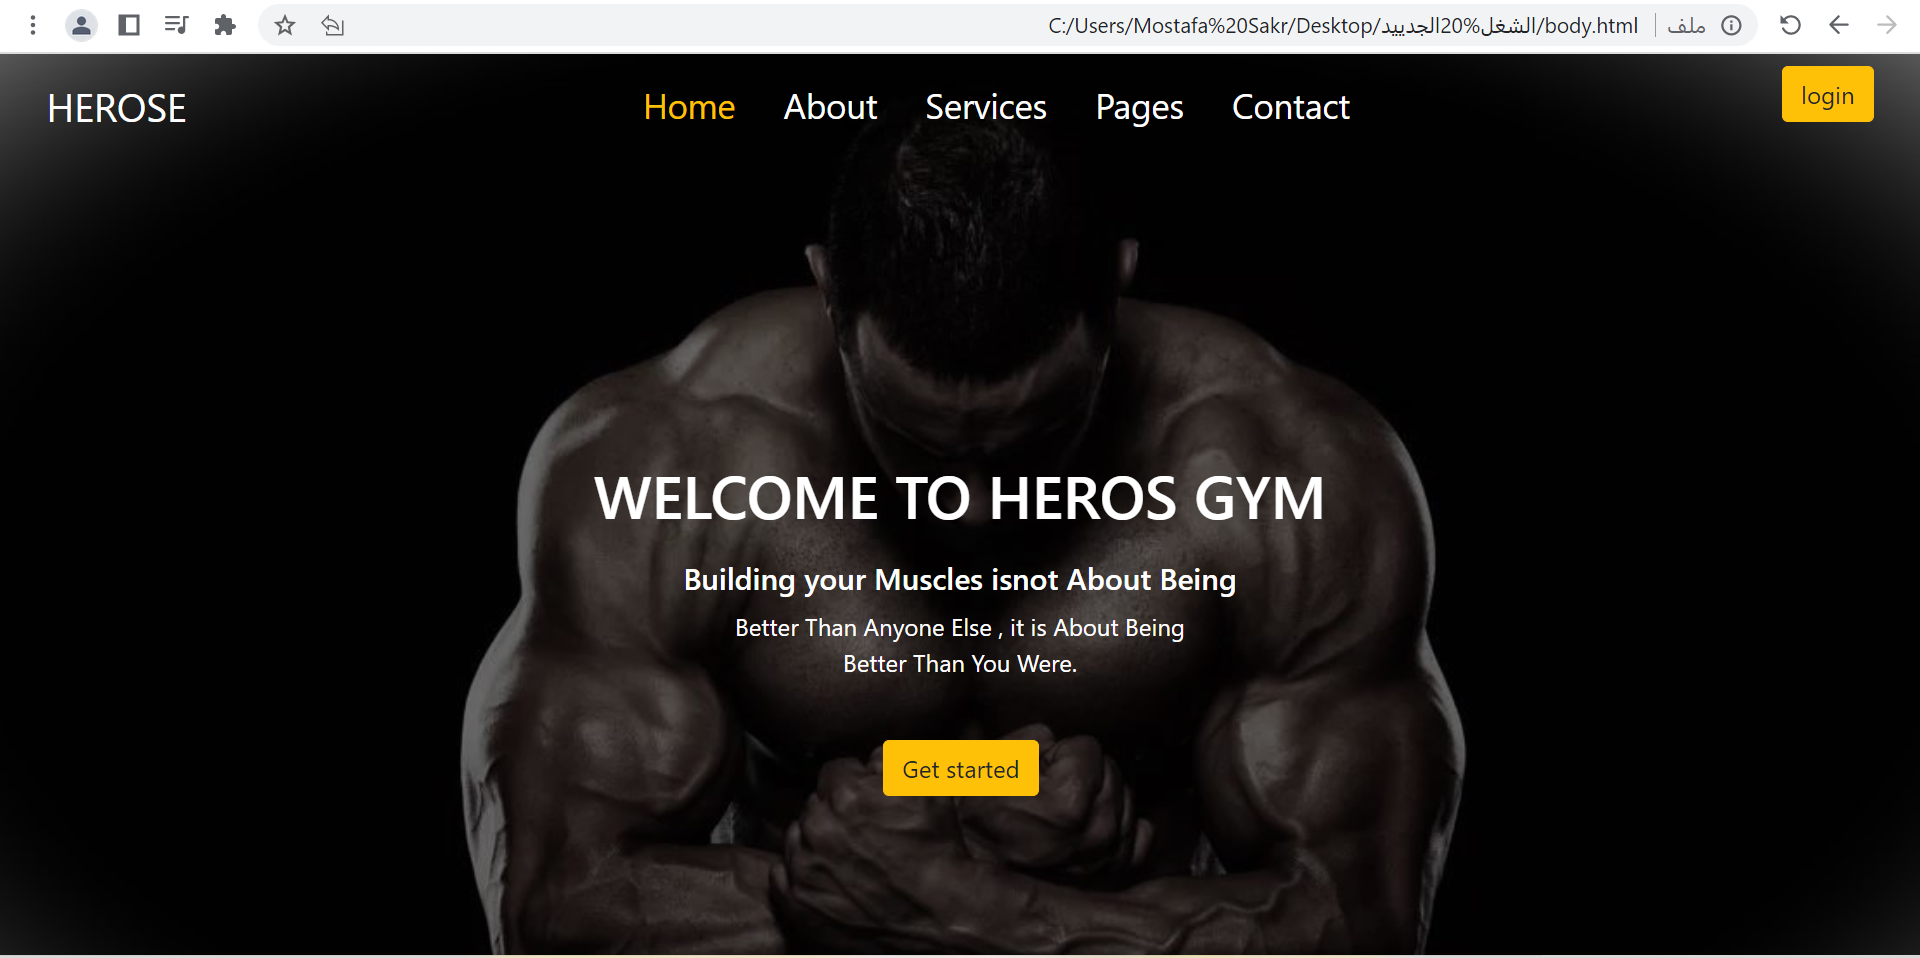 C:/Users/Mostafa%20Sakr/Desktop/الشغل%20الجدييد/body.html
ملف
HEROSE
Home About Services Pages Contact
login
WELCOME TO HEROS GYM
Building your Muscles isnot About Being
Better Than Anyone Else , it is About Being
Better Than You Were.
Get started